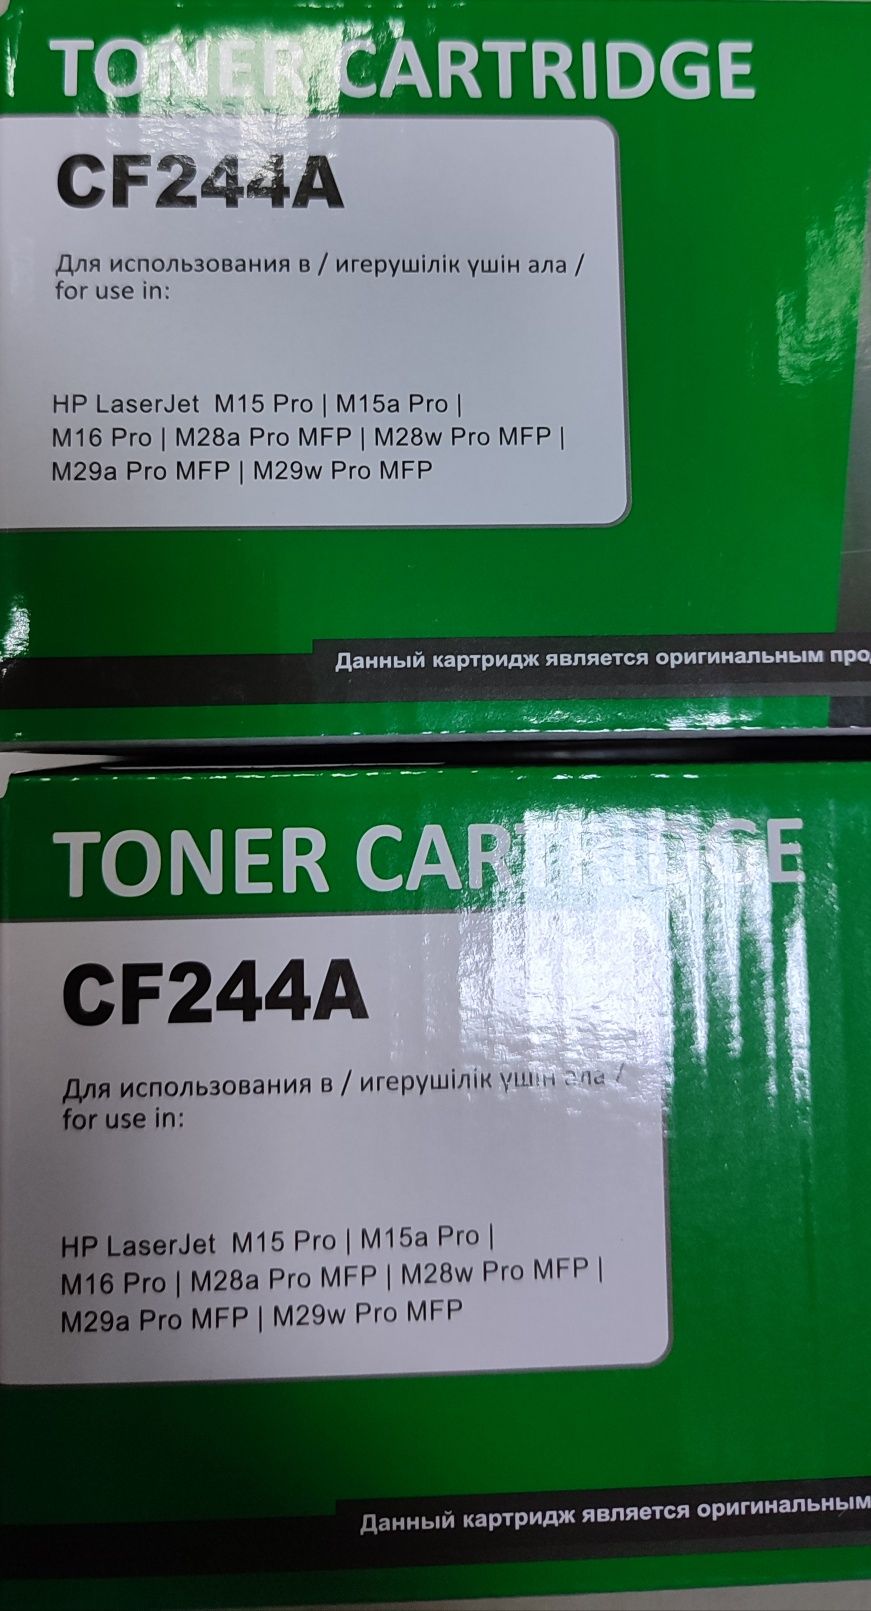 TONER CARTRIDGE
CF244A
Для использования в / игерушілік үшін ала /
for use in:
HP LaserJet M15 Pro | M15a Pro |
M16 Pro | M28a Pro MFP | M28w Pro MFP |
M29a Pro MFP | M29w Pro MFP
Данный картридж является оригинальным про
TONER CARTRIDGE
CF244A
Для использования в / игерушілік үшін ала /
for use in:
HP LaserJet M15 Pro | M15a Pro |
M16 Pro | M28a Pro MFP | M28w Pro MFP |
M29a Pro MFP | M29w Pro MFP
Данный картридж является оригинальным